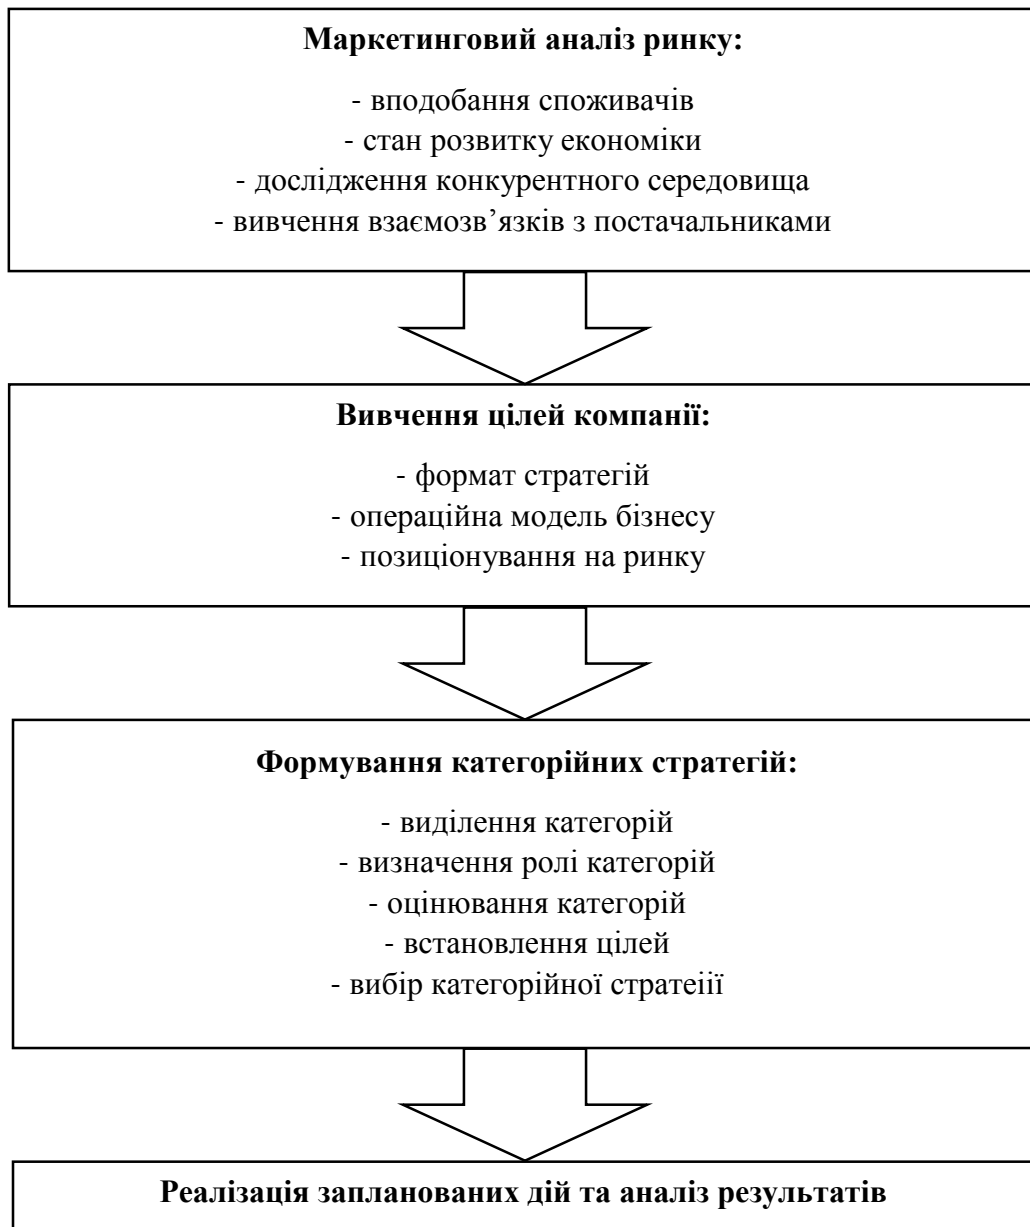 Маркетинговий аналіз ринку:
- вподобання споживачів
- стан розвитку економіки
- дослідження конкурентного середовища
- вивчення взаємозв’язків з постачальниками
Вивчення цілей компанії:
- формат стратегій
- операційна модель бізнесу
- позиціонування на ринку
Формування категорійних стратегій:
- виділення категорій
- визначення ролі категорій
- оцінювання категорій
- встановлення цілей
- вибір категорійної стратеіії
Реалізація запланованих дій та аналіз результатів